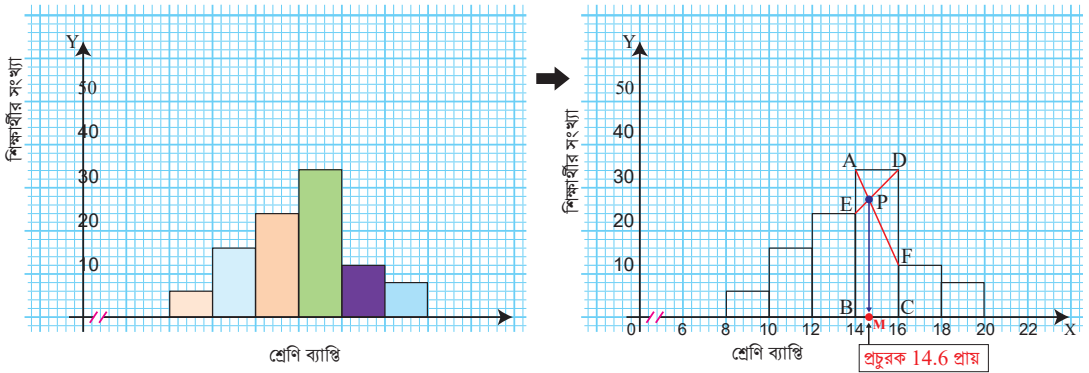 Y
শিক্ষার্থীর সংখ্যা
50
40
30
20
10
শ্রেণি ব্যাপ্তি
Y
শিক্ষার্থীর সংখ্যা
50
40
30
20
10
A D
E P
F
B C
M
0 6 8 10 12 14 16 18 20 22 X
শ্রেণি ব্যাপ্তি
প্রচুরক 14.6 প্রায়